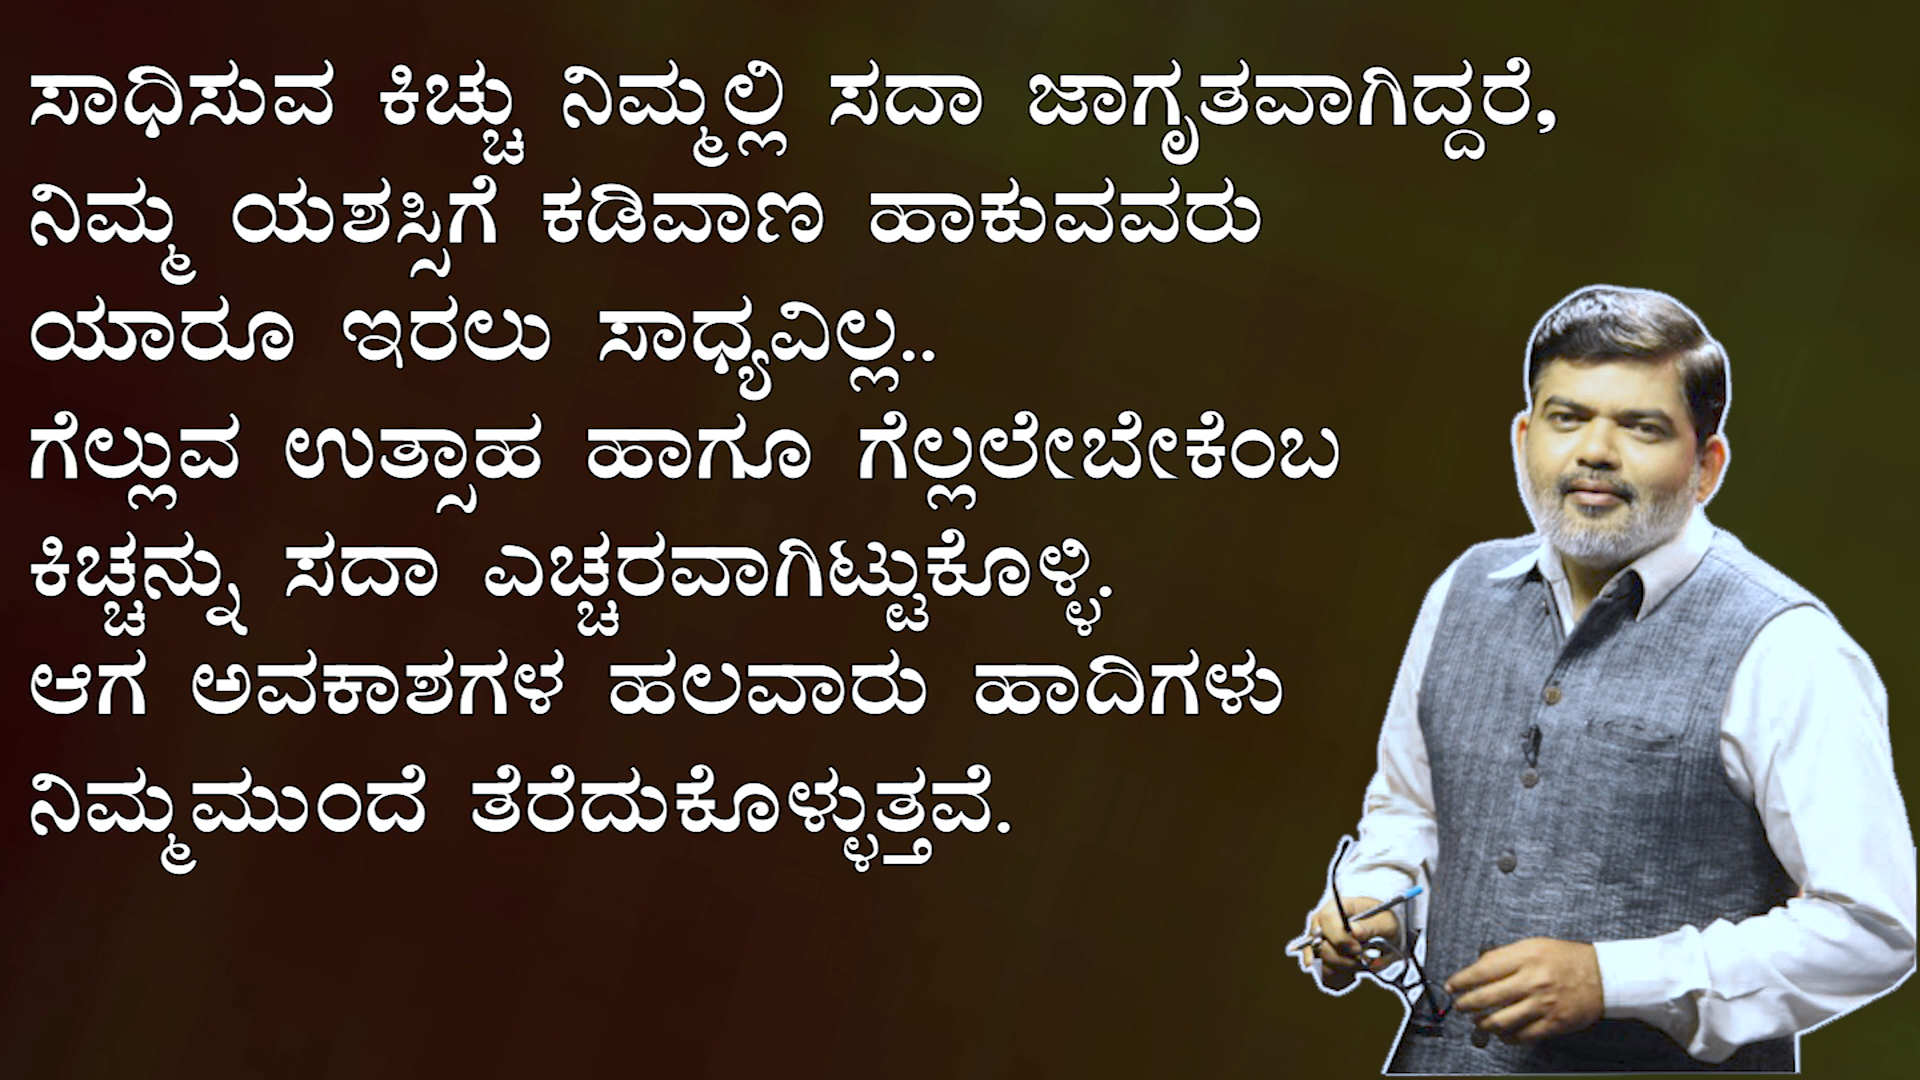 ಸಾಧಿಸುವ ಕಿಚ್ಚು ನಿಮ್ಮಲ್ಲಿ ಸದಾ ಜಾಗೃತವಾಗಿದ್ದರೆ,
ನಿಮ್ಮ ಯಶಸ್ಸಿಗೆ ಕಡಿವಾಣ ಹಾಕುವವರು
ಯಾರೂ ಇರಲು ಸಾಧ್ಯವಿಲ್ಲ..
ಗೆಲ್ಲುವ ಉತ್ಸಾಹ ಹಾಗೂ ಗೆಲ್ಲಲೇಬೇಕೆಂಬ
ಕಿಚ್ಚನ್ನು ಸದಾ ಎಚ್ಚರವಾಗಿಟ್ಟುಕೊಳ್ಳಿ.
ಆಗ ಅವಕಾಶಗಳ ಹಲವಾರು ಹಾದಿಗಳು
ನಿಮ್ಮಮುಂದೆ ತೆರೆದುಕೊಳ್ಳುತ್ತವೆ.